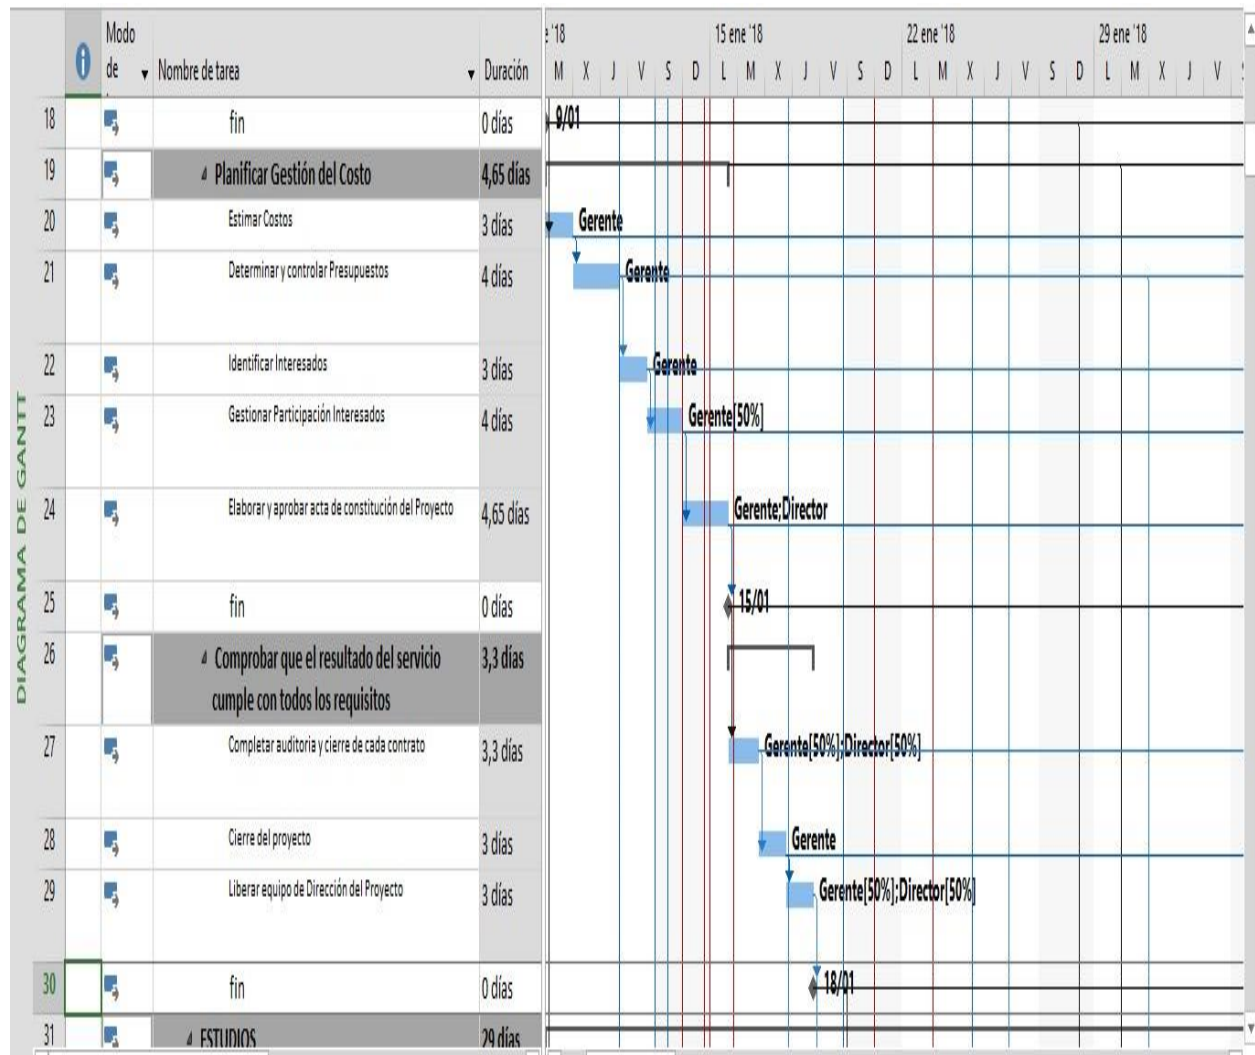 Modo
de
Nombre de tarea
Duración
'18
15 ene '18
22 ene '18
29 ene '18
M X J V S D L M X J V S D L M X J V S D L M X J V
18 fin 0 días 9/01
19 Planificar Gestión del Costo 4,65 días
20 Estimar Costos 3 días Gerente
21 Determinar y controlar Presupuestos 4 días Gerente
22 Identificar Interesados 3 días Gerente
23 Gestionar Participación Interesados 4 días Gerente[50%]
24 Elaborar y aprobar acta de constitución del Proyecto 4,65 días Gerente;Director
25 fin 0 días 15/01
26 Comprobar que el resultado del servicio 3,3 días
cumple con todos los requisitos
27 Completar auditoria y cierre de cada contrato 3,3 días Gerente[50%];Director[50%]
28 Cierre del proyecto 3 días Gerente
29 Liberar equipo de Dirección del Proyecto 3 días Gerente[50%];Director[50%]
30 fin 0 días 18/01
31 ESTUDIOS 29 días
DIAGRAMA DE GANTT